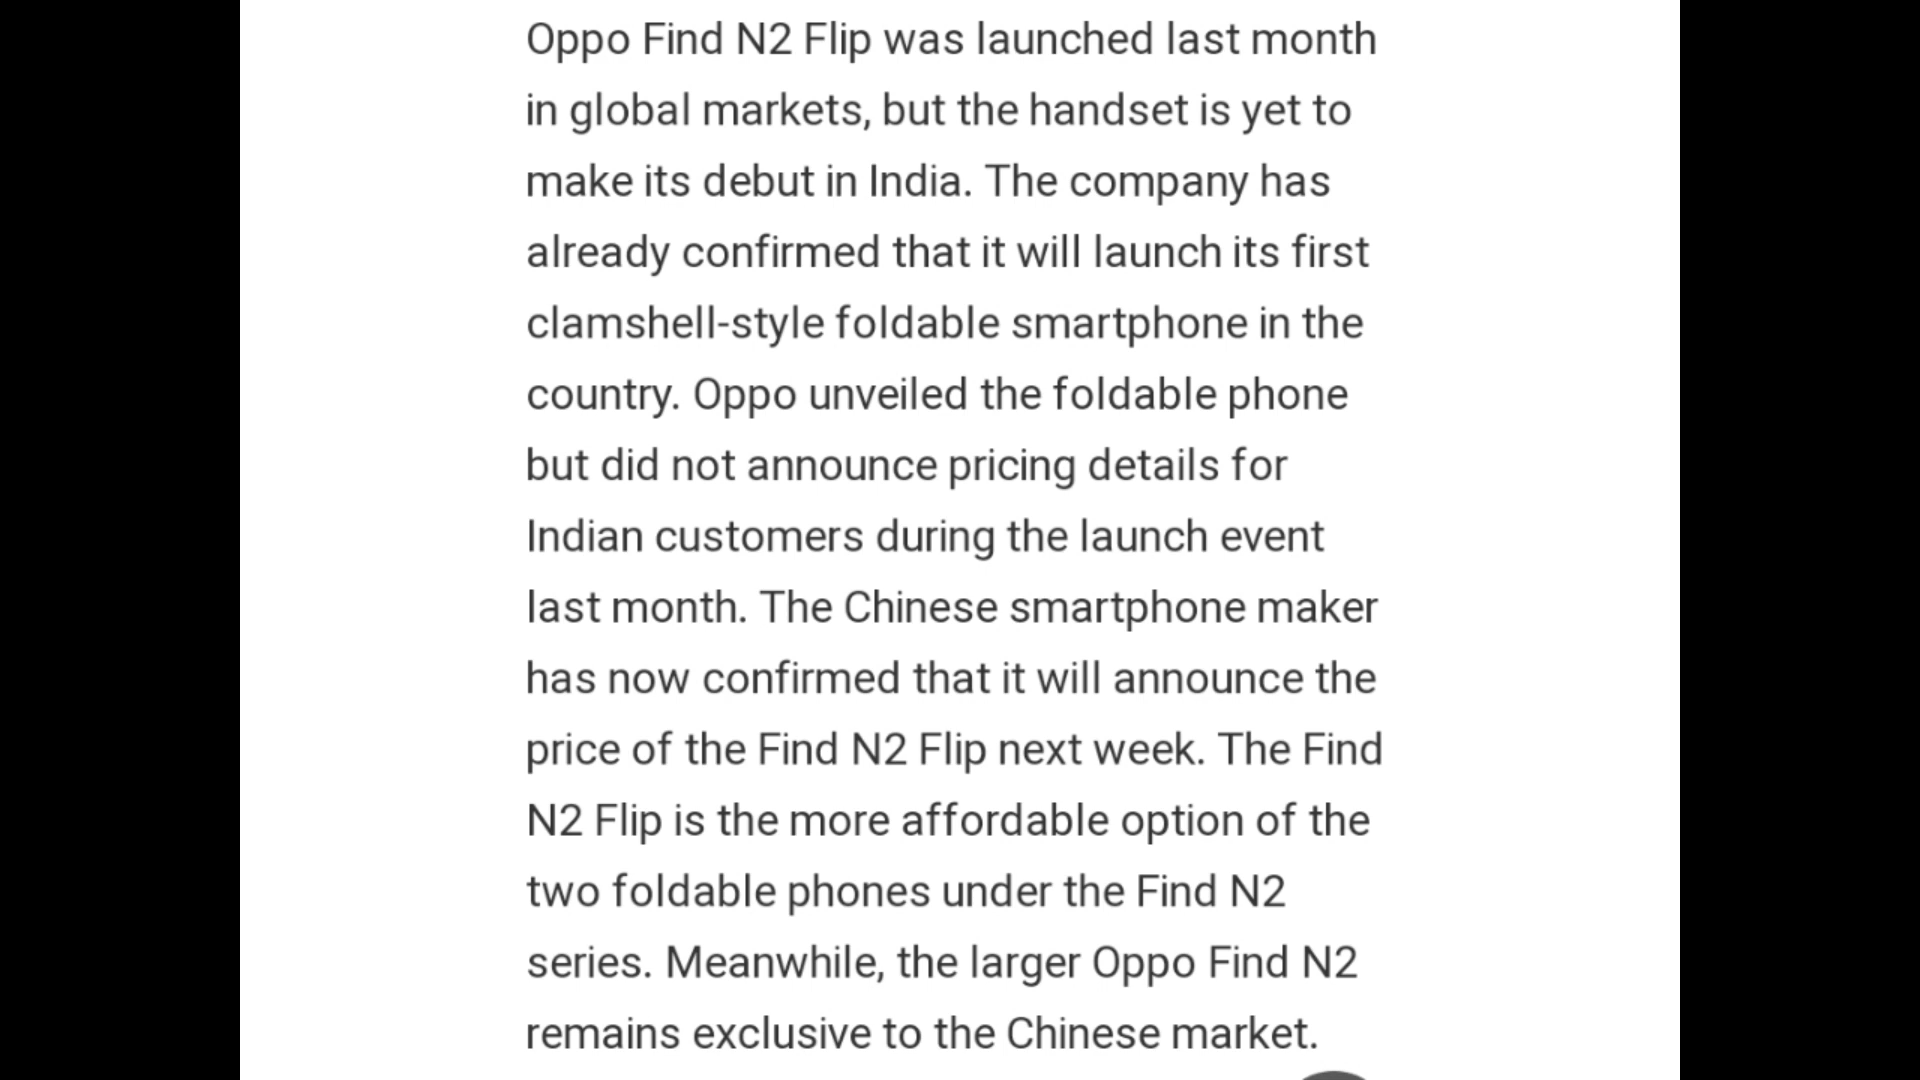 Oppo Find N2 Flip was launched last month
in global markets, but the handset is yet to
make its debut in India. The company has
already confirmed that it will launch its first
clamshell-style foldable smartphone in the
country. Oppo unveiled the foldable phone
but did not announce pricing details for
Indian customers during the launch event
last month. The Chinese smartphone maker
has now confirmed that it will announce the
price of the Find N2 Flip next week. The Find
N2 Flip is the more affordable option of the
two foldable phones under the Find N2
series. Meanwhile, the larger Oppo Find N2
remains exclusive to the Chinese market.